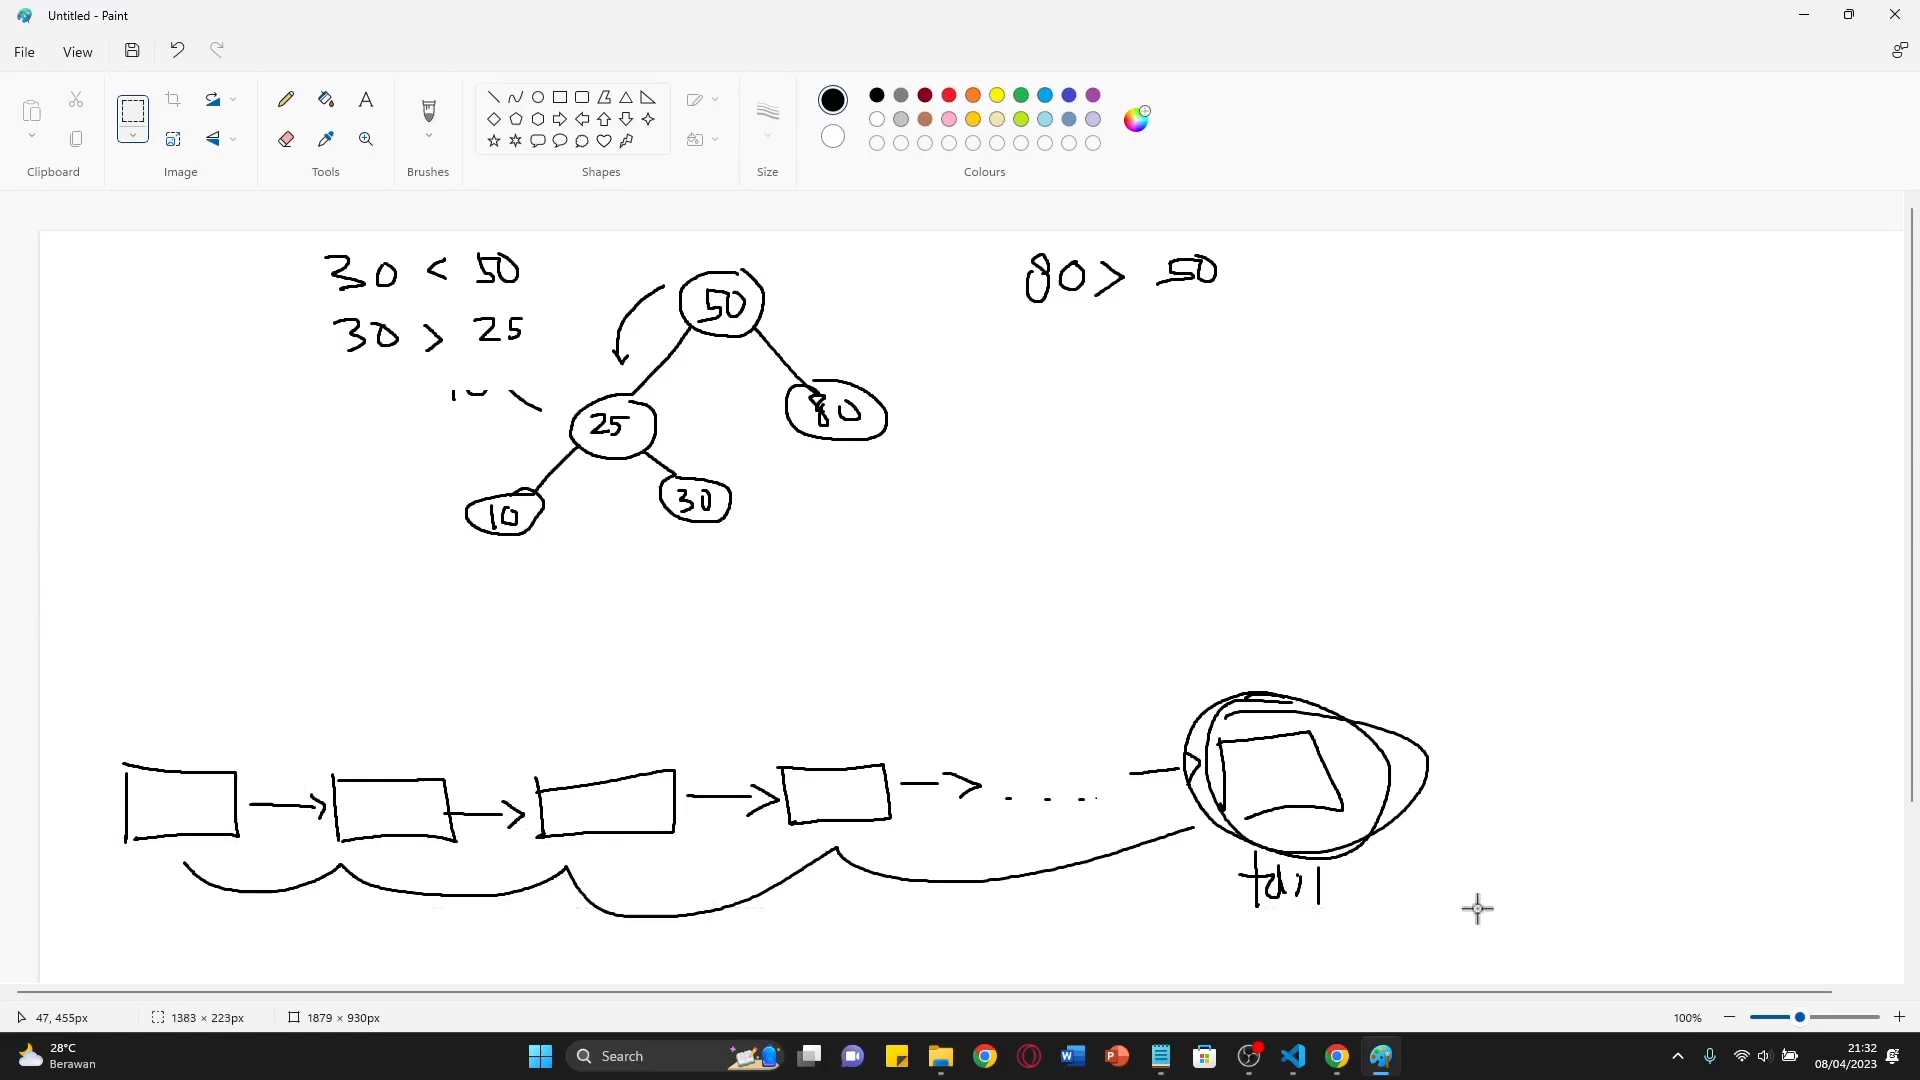 Untitled - Paint
File
View
Clipboard
Image
Tools
Brushes
Shapes
Size
Colours
30 < 50
80 > 50
50
30 > 25
25
10
30
tail
47, 455px
1383 × 223px
1879 × 930px
100%
28°C
Berawan
Search
21:32
08/04/2023